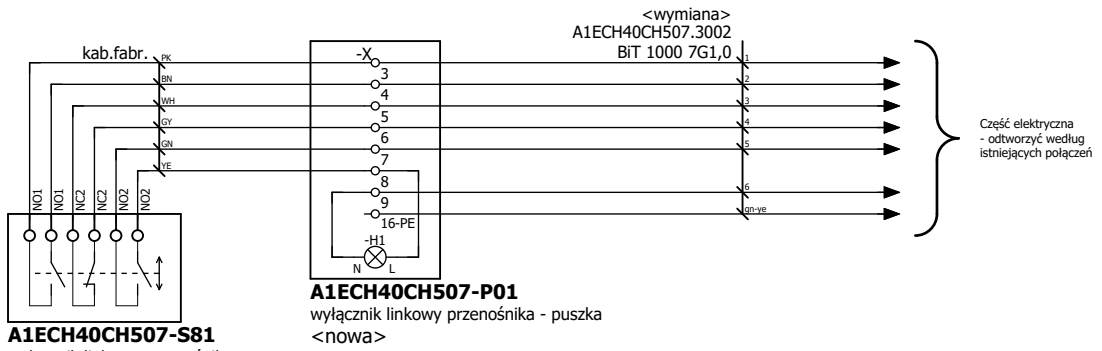 <wymiana>
A1ECH40CH507.3002
BiT 1000 7G1,0
kab.fabr.
-X
PK
BN
WH
GY
GN
YE
3
4
5
6
7
8
9
16-PE
1
2
3
4
5
6
gn-ye
Część elektryczna
- odtworzyć według
istniejących połączeń
NO1
NO1
NC2
NC2
NO2
NO2
-H1
N
L
A1ECH40CH507-P01
wyłącznik linkowy przenośnika - puszka
<nowa>
A1ECH40CH507-S81